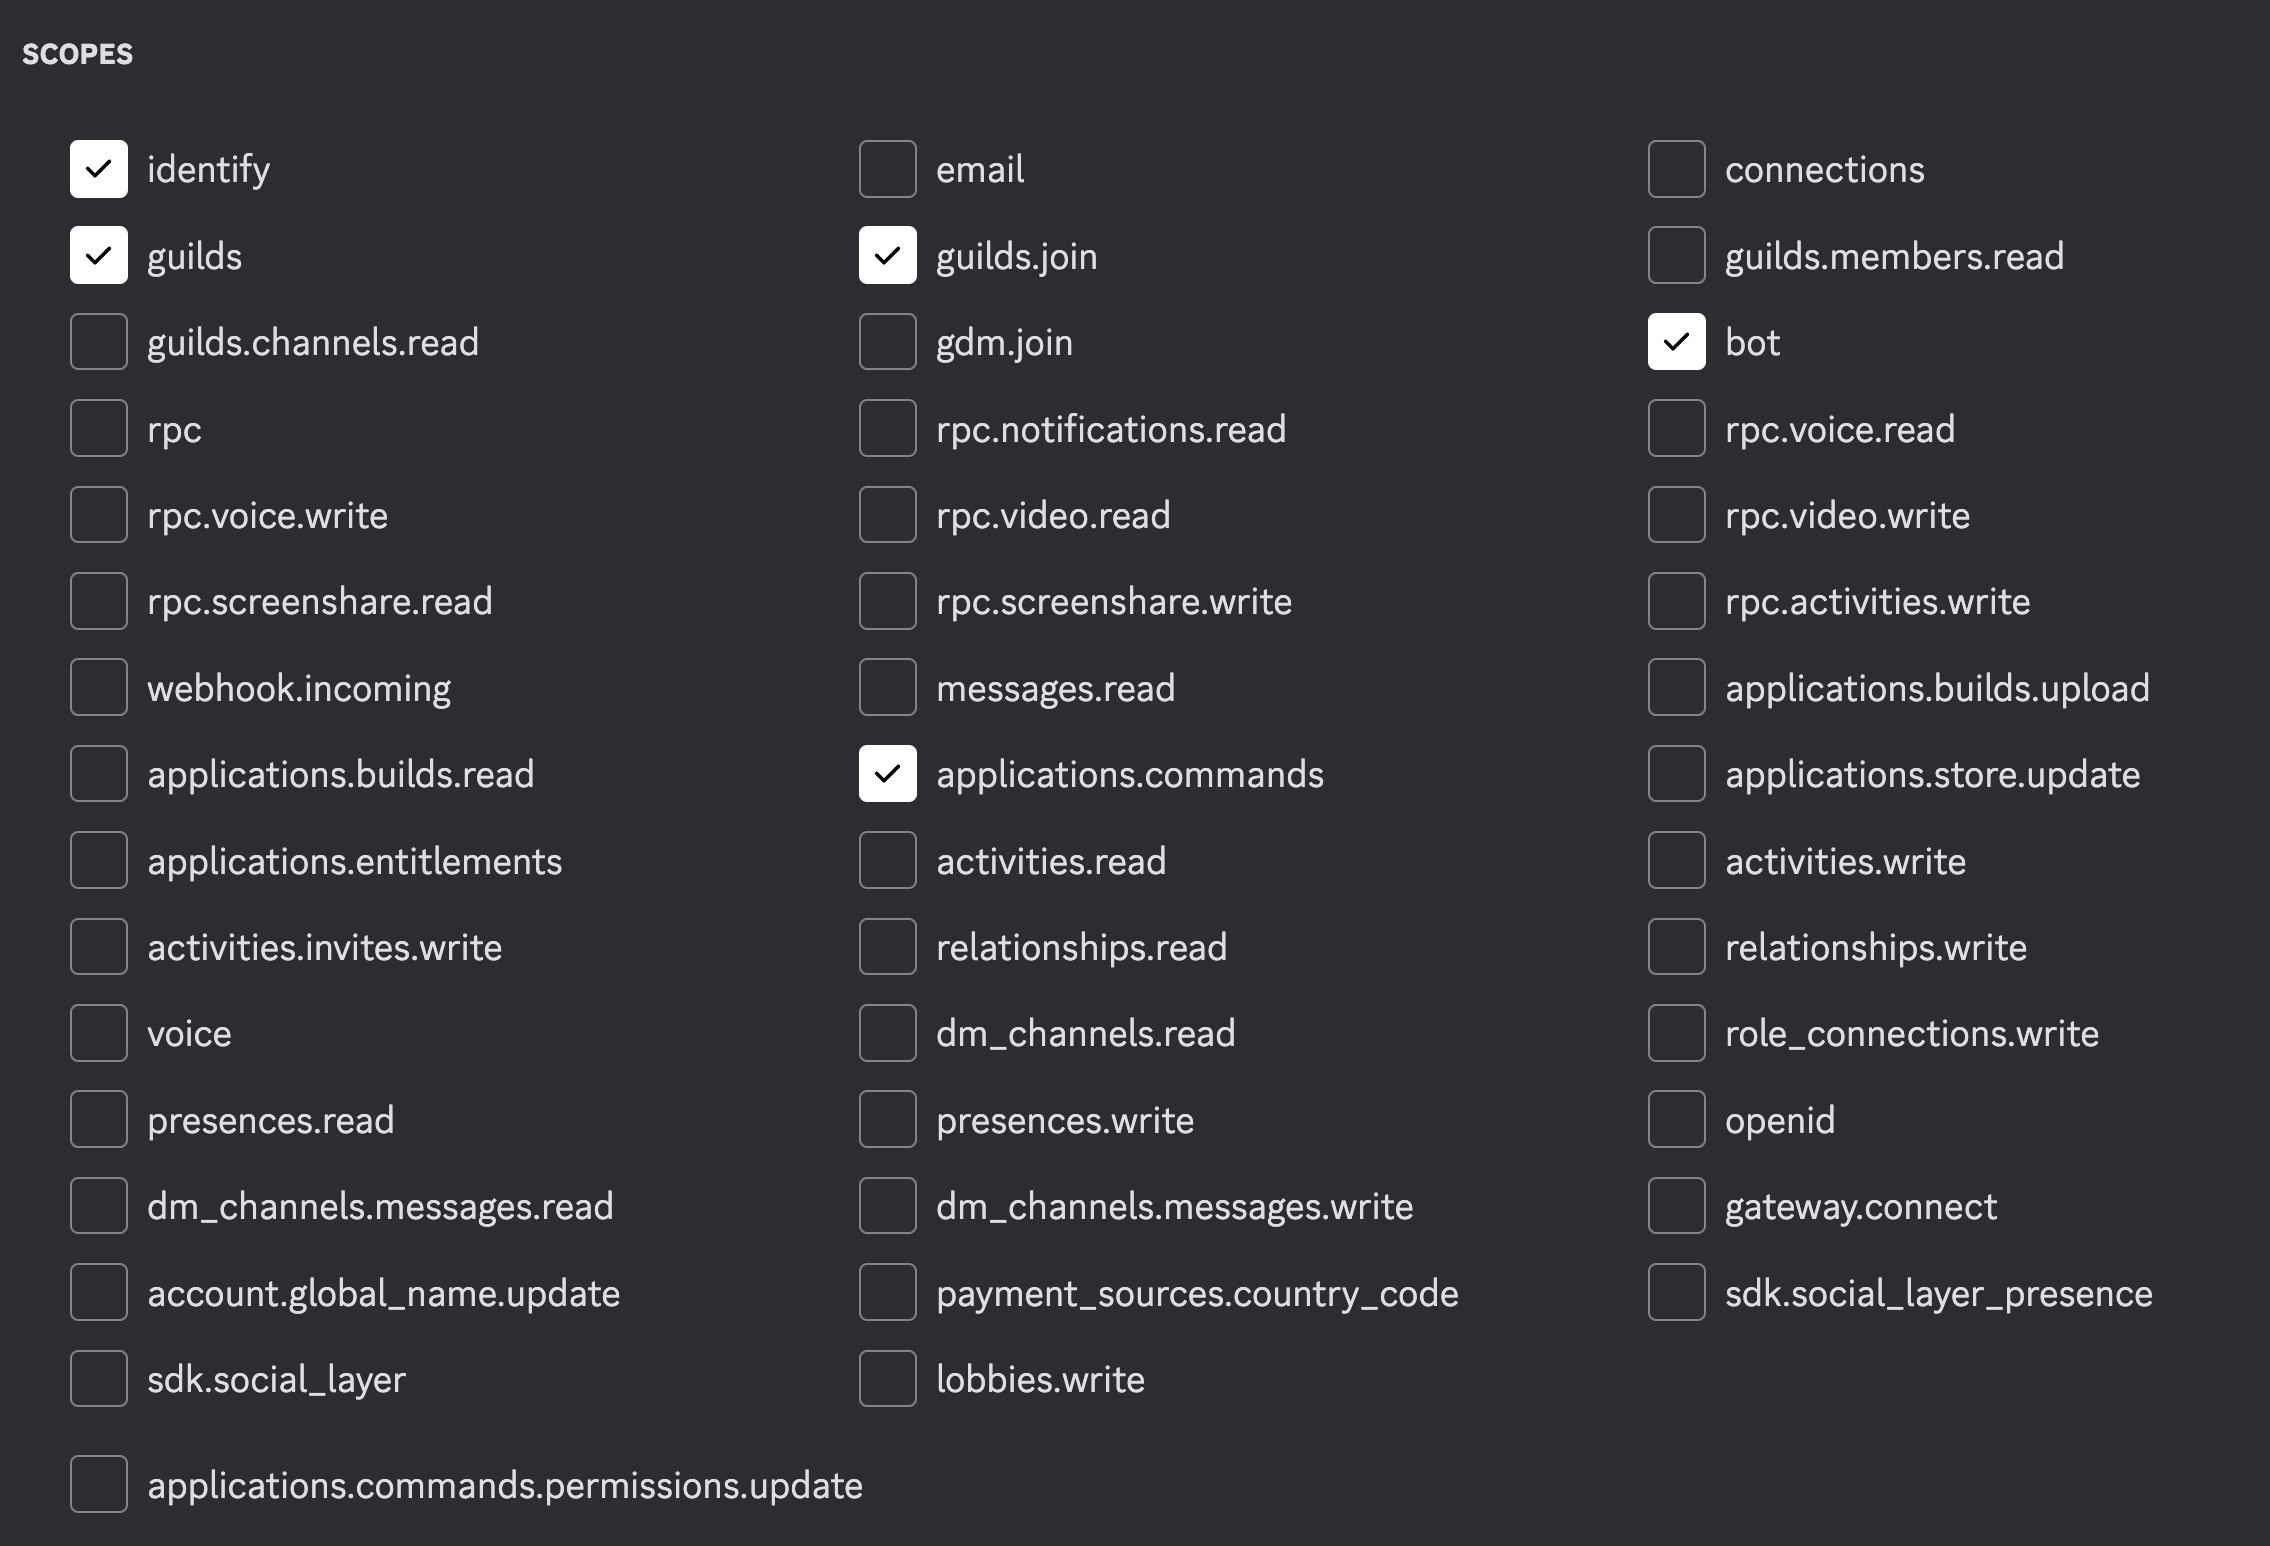 SCOPES
identify
email
connections
guilds
guilds.join
guilds.members.read
guilds.channels.read
gdm.join
bot
rpc
rpc.notifications.read
rpc.voice.read
rpc.voice.write
rpc.video.read
rpc.video.write
rpc.screenshare.read
rpc.screenshare.write
rpc.activities.write
webhook.incoming
messages.read
applications.builds.upload
applications.builds.read
applications.commands
applications.store.update
applications.entitlements
activities.read
activities.write
activities.invites.write
relationships.read
relationships.write
voice
dm_channels.read
role_connections.write
presences.read
presences.write
openid
dm_channels.messages.read
dm_channels.messages.write
gateway.connect
account.global_name.update
payment_sources.country_code
sdk.social_layer_presence
sdk.social_layer
lobbies.write
applications.commands.permissions.update